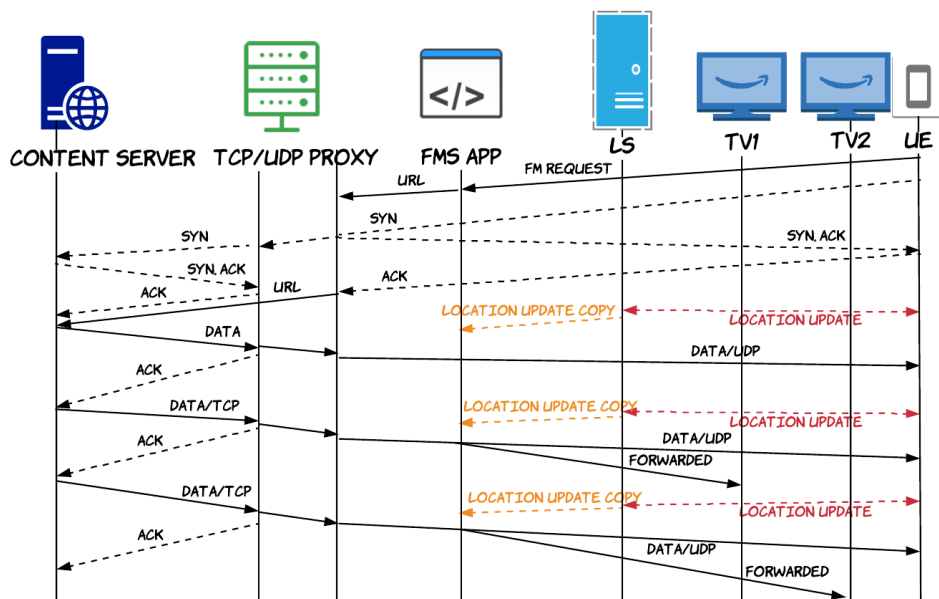 </>
CONTENT SERVER
TCP/UDP PROXY
FMS APP
LS
TV1
TV2
UE
FM REQUEST
URL
SYN
SYN
SYN, ACK
SYN, ACK
ACK
URL
ACK
LOCATION UPDATE COPY
LOCATION UPDATE
DATA
DATA/UDP
ACK
DATA/TCP
LOCATION UPDATE COPY
LOCATION UPDATE
DATA/UDP
ACK
FORWARDED
DATA/TCP
LOCATION UPDATE COPY
LOCATION UPDATE
ACK
DATA/UDP
FORWARDED